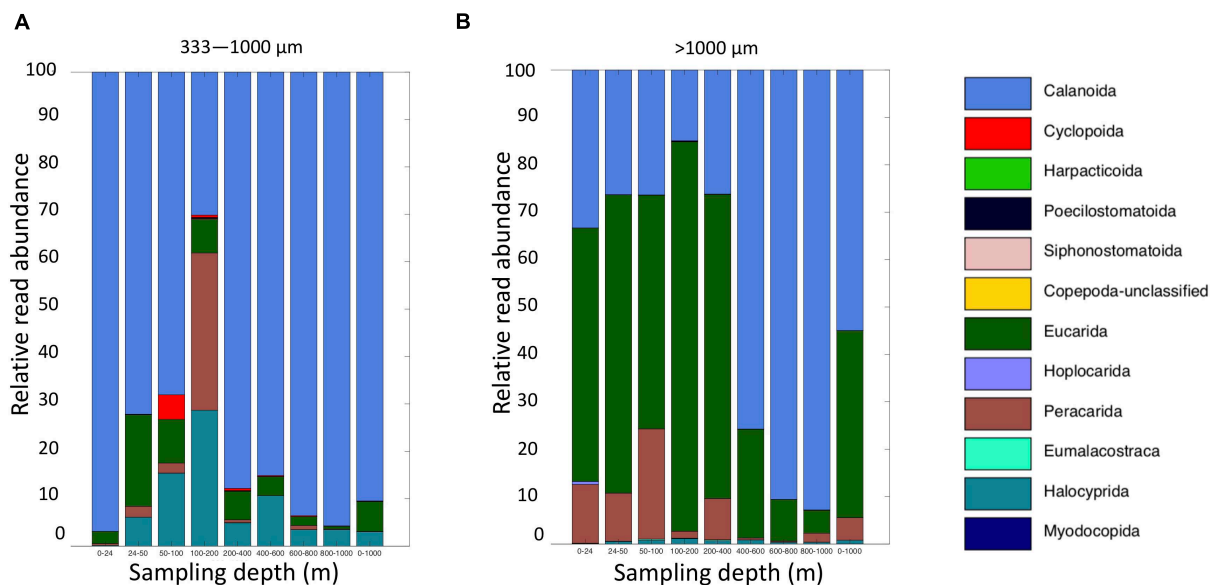 A
333—1000 µm
Relative read abundance
100
90
80
70
60
50
40
30
20
10
0
0-24 24-50 50-100 100-200 200-400 400-600 600-800 800-1000 0-1000
Sampling depth (m)
B
>1000 µm
Relative read abundance
100
90
80
70
60
50
40
30
20
10
0
0-24 24-50 50-100 100-200 200-400 400-600 600-800 800-1000 0-1000
Sampling depth (m)
Calanoida
Cyclopoida
Harpacticoida
Poecilostomatoida
Siphonostomatoida
Copepoda-unclassified
Eucarida
Hoplocarida
Peracarida
Eumalacostraca
Halocyprida
Myodocopida